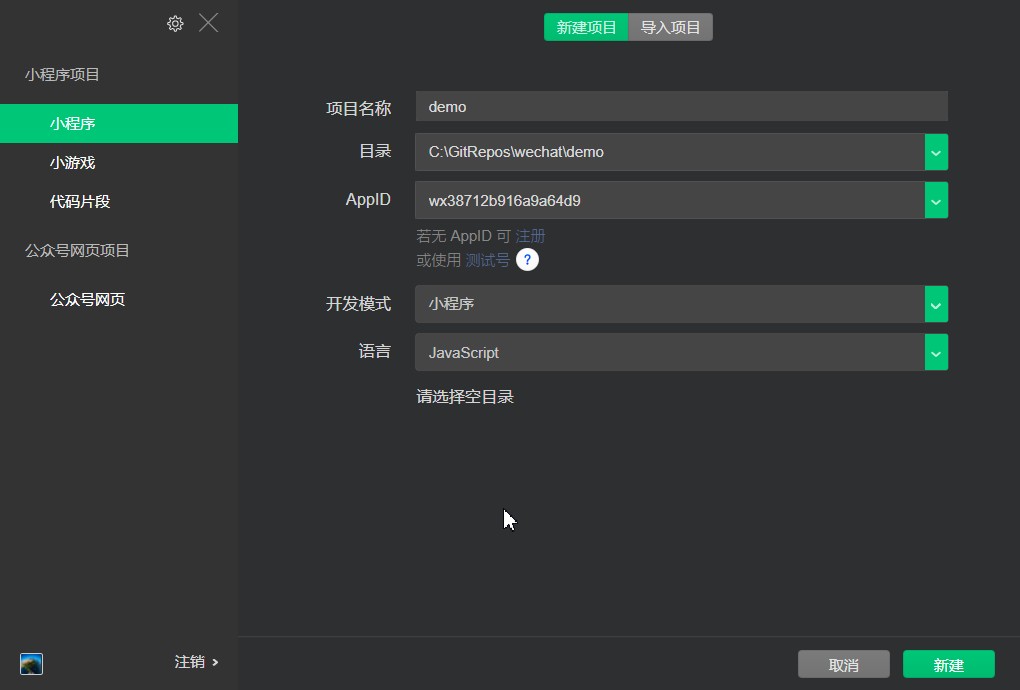 小程序项目
小程序
小游戏
代码片段
公众号网页项目
公众号网页
注销
新建项目 导入项目
项目名称 demo
目录 C:\GitRepos\wechat\demo
AppID wx38712b916a9a64d9
若无 AppID 可 注册
或使用 测试号 ?
开发模式 小程序
语言 JavaScript
请选择空目录
取消 新建